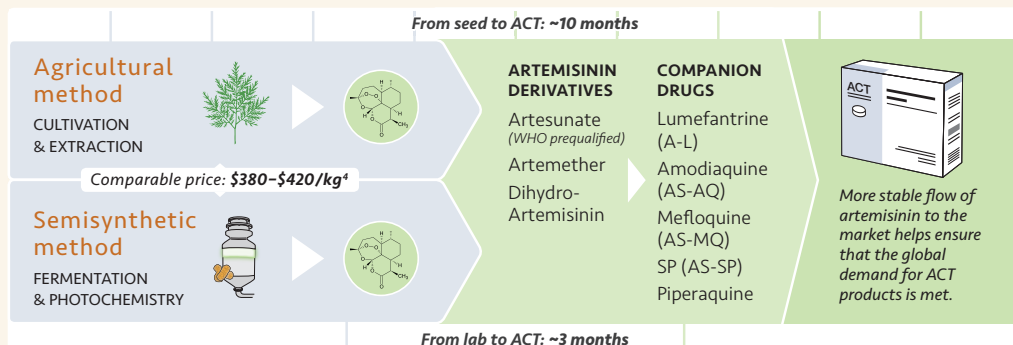 From seed to ACT: ~10 months
Agricultural
method
CULTIVATION
& EXTRACTION
Comparable price: $380–$420/kg⁴
Semisynthetic
method
FERMENTATION
& PHOTOCHEMISTRY
H
O
O
O
H
O
CH₃
O
H
O
O
O
H
O
CH₃
O
ARTEMISININ
DERIVATIVES
Artesunate
(WHO prequalified)
Artemether
Dihydro-
Artemisinin
COMPANION
DRUGS
Lumefantrine
(A-L)
Amodiaquine
(AS-AQ)
Mefloquine
(AS-MQ)
SP (AS-SP)
Piperaquine
ACT
More stable flow of
artemisinin to the
market helps ensure
that the global
demand for ACT
products is met.
From lab to ACT: ~3 months